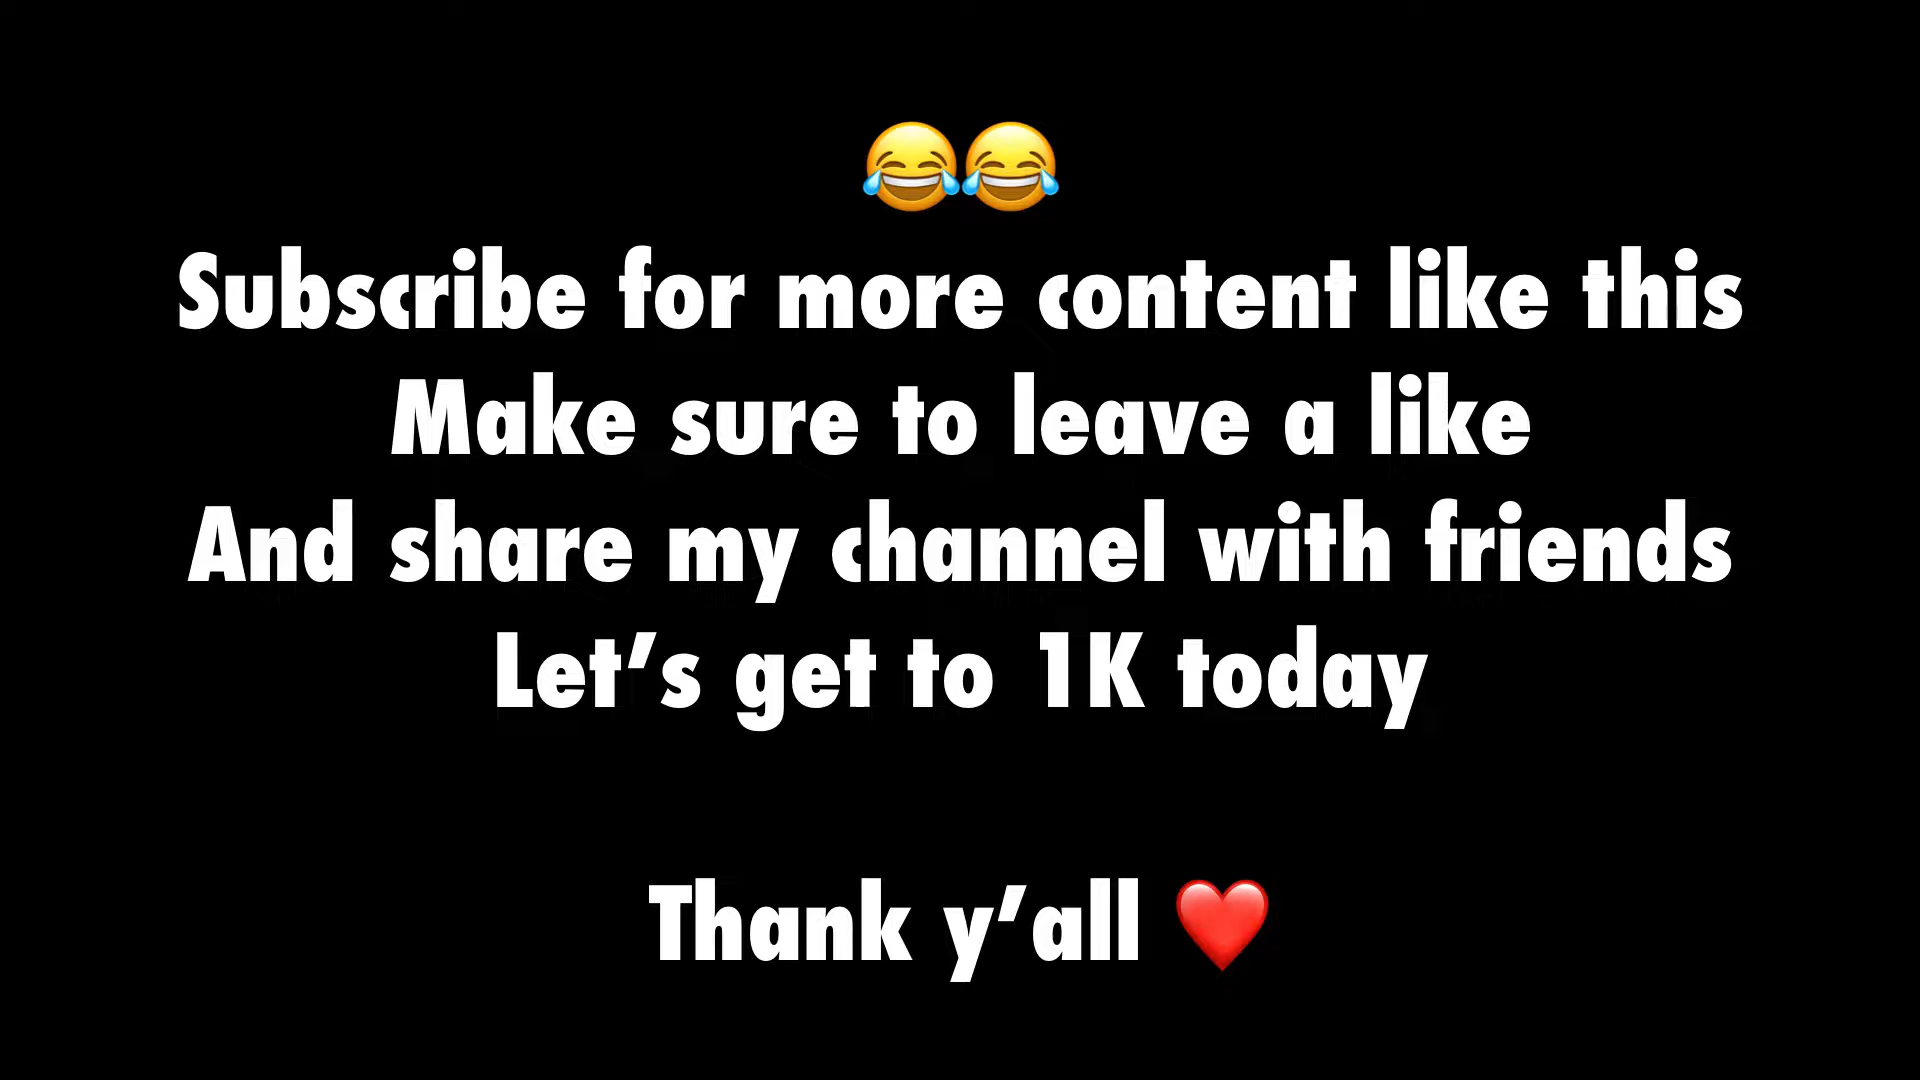 😂😂
Subscribe for more content like this
Make sure to leave a like
And share my channel with friends
Let’s get to 1K today
Thank y’all ❤️